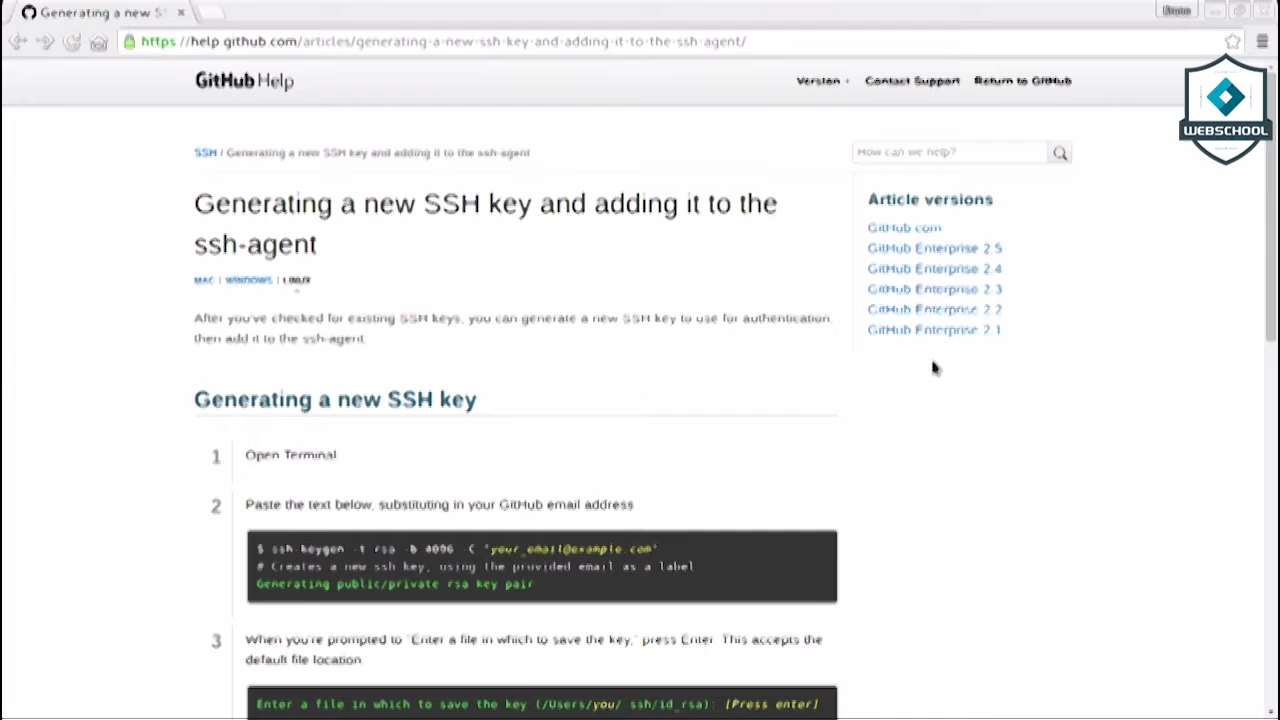 Generating a new S
Bruno
https://help.github.com/articles/generating-a-new-ssh-key-and-adding-it-to-the-ssh-agent/
GitHub Help
Version
Contact Support
Return to GitHub
WEBSCHOOL
SSH / Generating a new SSH key and adding it to the ssh-agent
How can we help?
Generating a new SSH key and adding it to the
ssh-agent
MAC | WINDOWS | LINUX
After you've checked for existing SSH keys, you can generate a new SSH key to use for authentication,
then add it to the ssh-agent.
Article versions
GitHub.com
GitHub Enterprise 2.5
GitHub Enterprise 2.4
GitHub Enterprise 2.3
GitHub Enterprise 2.2
GitHub Enterprise 2.1
Generating a new SSH key
1 Open Terminal
2 Paste the text below, substituting in your GitHub email address
$ ssh-keygen -t rsa -b 4096 -C "your_email@example.com"
# Creates a new ssh key, using the provided email as a label
Generating public/private rsa key pair
3 When you're prompted to "Enter a file in which to save the key," press Enter. This accepts the
default file location
Enter a file in which to save the key (/Users/you/.ssh/id_rsa): [Press enter]